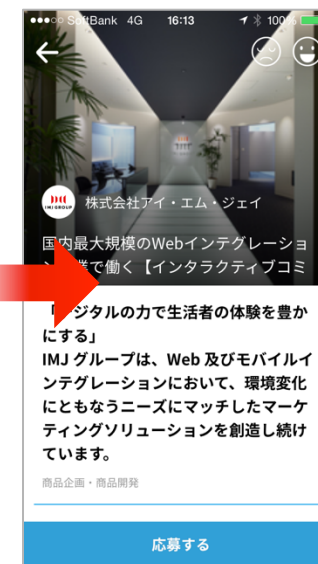 SoftBank 4G 16:13 100%
IMJ GROUP
株式会社アイ・エム・ジェイ
国内最大規模のWebインテグレーショ
業で働く【インタラクティブコミ
ジタルの力で生活者の体験を豊か
にする」
IMJ グループは、Web 及びモバイルイ
ンテグレーションにおいて、環境変化
にともなうニーズにマッチしたマーケ
ティングソリューションを創造し続け
ています。
商品企画・商品開発
応募する